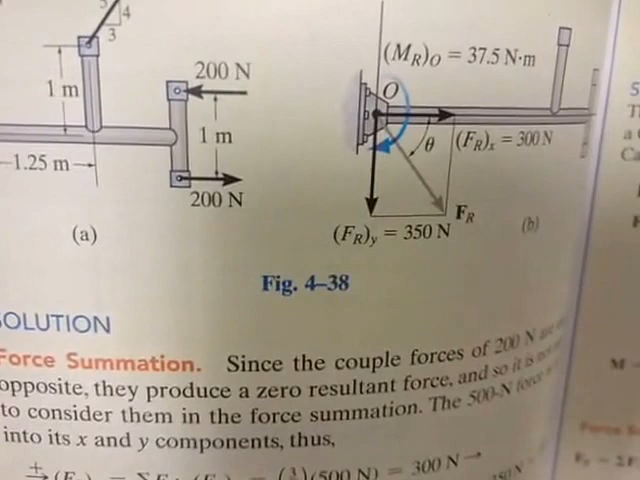 5
4
3
1 m
200 N
1 m
1.25 m
200 N
(a)
(M_R)_O = 37.5 N·m
O
θ
(F_R)_x = 300 N
F_R
(F_R)_y = 350 N
(b)
Fig. 4–38
SOLUTION
Force Summation. Since the couple forces of 200 N
opposite, they produce a zero resultant force, and so it is
to consider them in the force summation. The 500-N force
into its x and y components, thus,
(500 N) = 300 N →